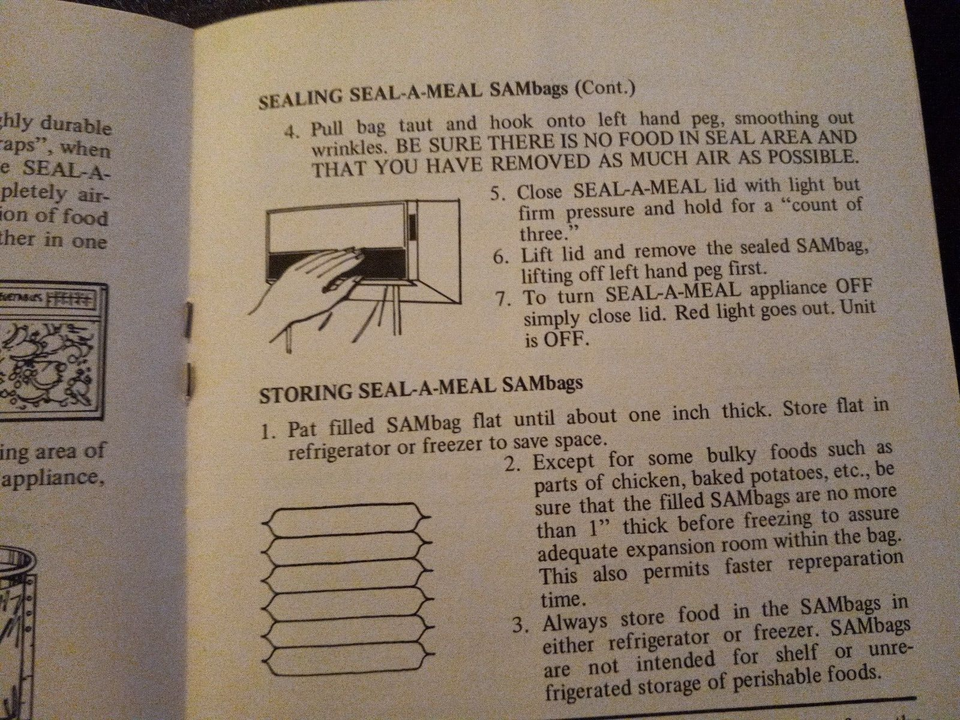 ghly durable
raps”, when
e SEAL-A-
pletely air-
ion of food
ther in one
ing area of
appliance,
SEALING SEAL-A-MEAL SAMbags (Cont.)
4. Pull bag taut and hook onto left hand peg, smoothing out
wrinkles. BE SURE THERE IS NO FOOD IN SEAL AREA AND
THAT YOU HAVE REMOVED AS MUCH AIR AS POSSIBLE.
5. Close SEAL-A-MEAL lid with light but
firm pressure and hold for a “count of
three.”
6. Lift lid and remove the sealed SAMbag,
lifting off left hand peg first.
7. To turn SEAL-A-MEAL appliance OFF
simply close lid. Red light goes out. Unit
is OFF.
STORING SEAL-A-MEAL SAMbags
1. Pat filled SAMbag flat until about one inch thick. Store flat in
refrigerator or freezer to save space.
2. Except for some bulky foods such as
parts of chicken, baked potatoes, etc., be
sure that the filled SAMbags are no more
than 1” thick before freezing to assure
adequate expansion room within the bag.
This also permits faster repreparation
time.
3. Always store food in the SAMbags in
either refrigerator or freezer. SAMbags
are not intended for shelf or unre-
frigerated storage of perishable foods.